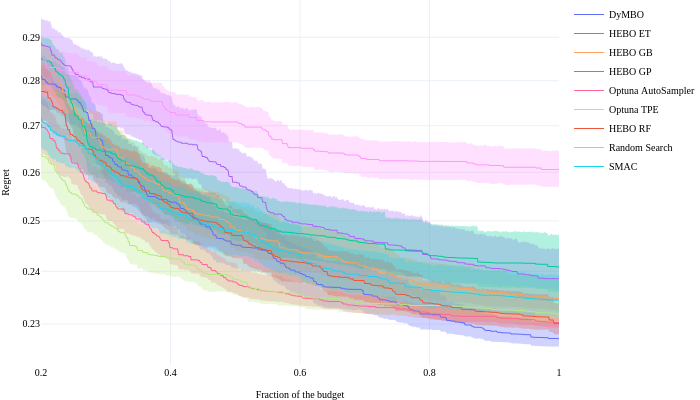 0.29
0.28
0.27
0.26
0.25
0.24
0.23
Regret
0.2
0.4
0.6
0.8
1
Fraction of the budget
DyMBO
HEBO ET
HEBO GB
HEBO GP
Optuna AutoSampler
Optuna TPE
HEBO RF
Random Search
SMAC